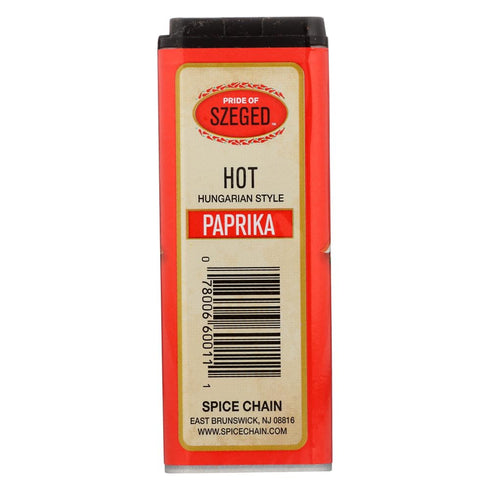 PRIDE OF
SZEGED™
HOT
HUNGARIAN STYLE
PAPRIKA
0 78006 60011 1
SPICE CHAIN
EAST BRUNSWICK, NJ 08816
WWW.SPICECHAIN.COM